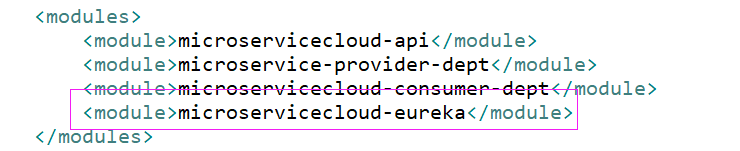 <modules>
<module>microservicecloud-api</module>
<module>microservice-provider-dept</module>
<module>microservicecloud-consumer-dept</module>
<module>microservicecloud-eureka</module>
</modules>